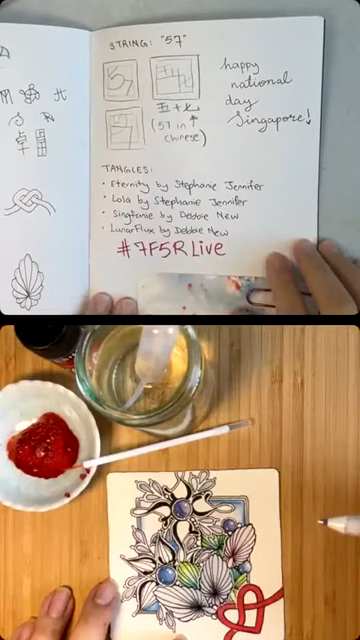 STRING: "57"
happy
national
day
Singapore!
五十七
(57 in ↑
Chinese)
TANGLES:
• Eternity by Stephanie Jennifer
• Lola by Stephanie Jennifer
• Singfonie by Debbie New
• LunarFlux by Debbie New
#7F5RLive